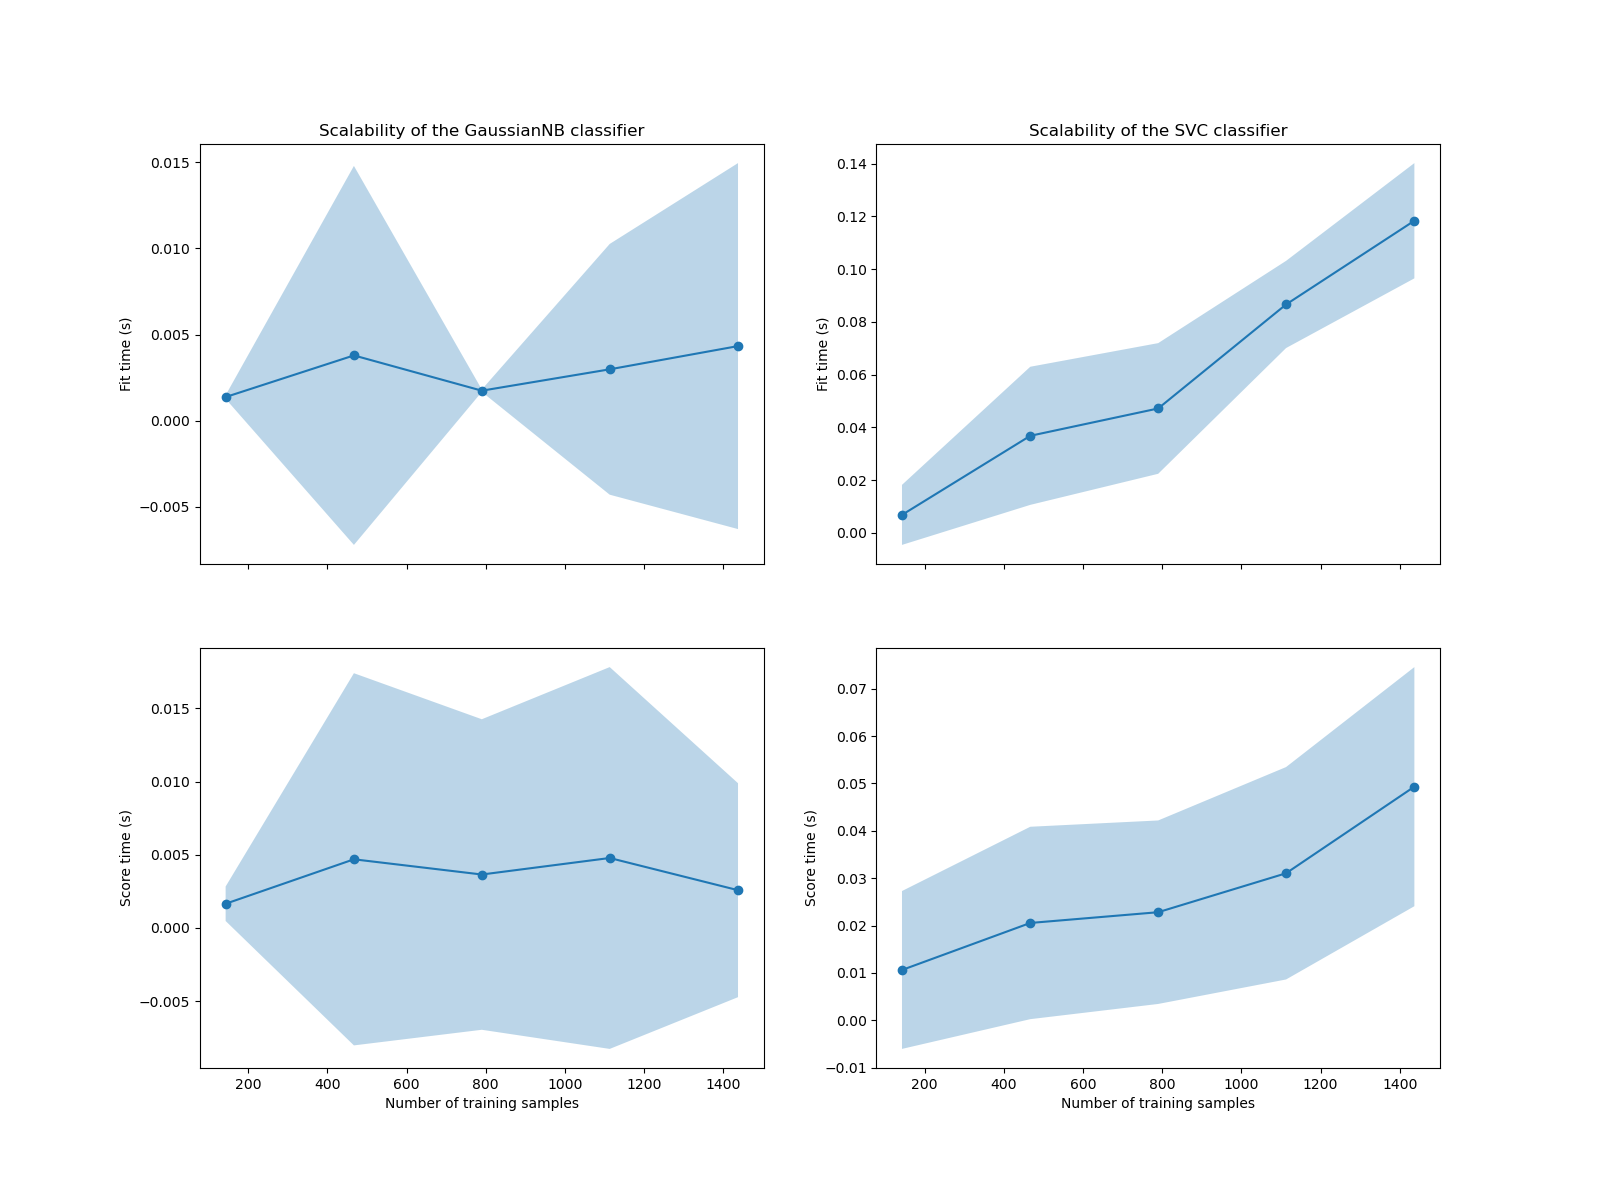 Scalability of the GaussianNB classifier
0.015
0.010
0.005
0.000
−0.005
Fit time (s)
Scalability of the SVC classifier
0.14
0.12
0.10
0.08
0.06
0.04
0.02
0.00
Fit time (s)
0.015
0.010
0.005
0.000
−0.005
Score time (s)
200 400 600 800 1000 1200 1400
Number of training samples
0.07
0.06
0.05
0.04
0.03
0.02
0.01
0.00
−0.01
Score time (s)
200 400 600 800 1000 1200 1400
Number of training samples